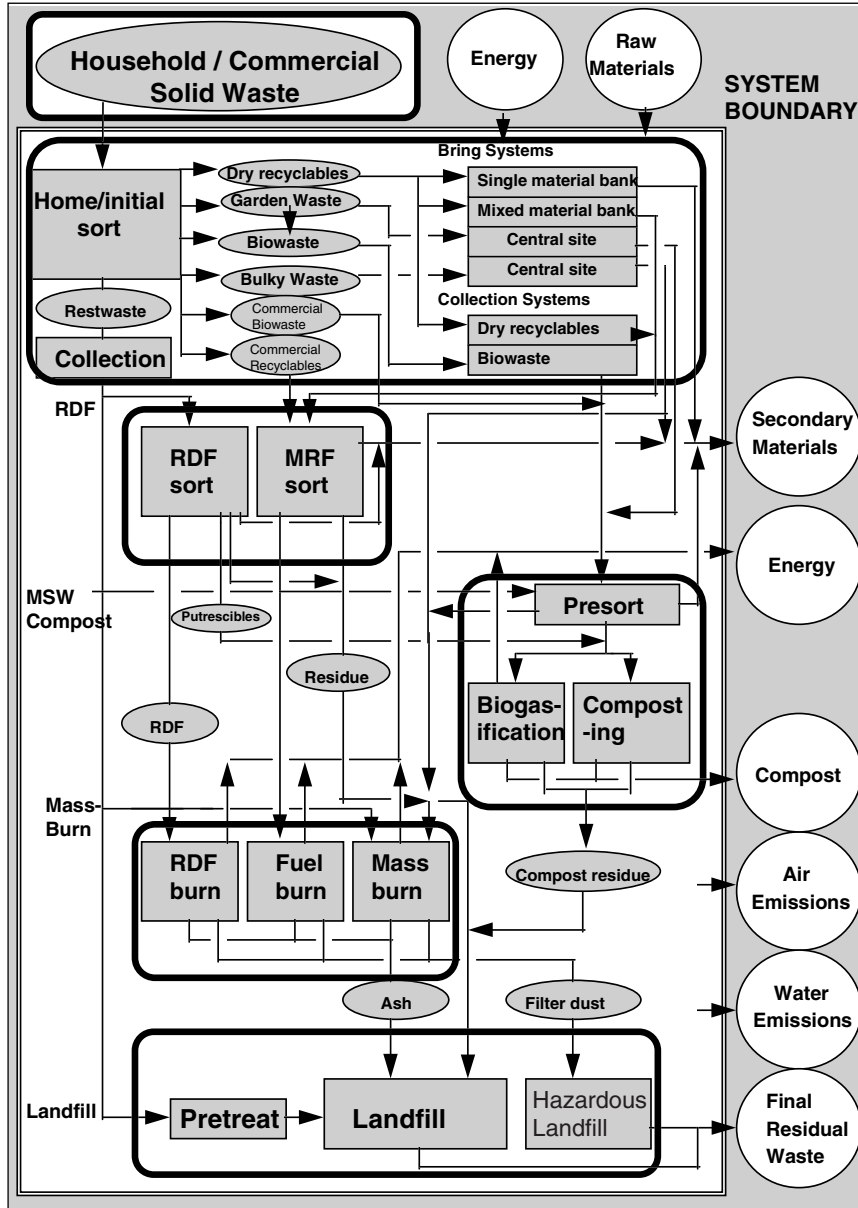 Household / Commercial
Solid Waste
Energy
Raw
Materials
SYSTEM
BOUNDARY
Bring Systems
Home/initial
sort
Dry recyclables
Garden Waste
Biowaste
Bulky Waste
Commercial
Biowaste
Commercial
Recyclables
Single material bank
Mixed material bank
Central site
Central site
Collection Systems
Dry recyclables
Biowaste
Restwaste
Collection
RDF
RDF
sort
MRF
sort
Secondary
Materials
Energy
MSW
Compost
Putrescibles
Presort
Residue
Biogas-
ification
Compost
-ing
RDF
Compost
Mass-
Burn
RDF
burn
Fuel
burn
Mass
burn
Compost residue
Air
Emissions
Ash
Filter dust
Water
Emissions
Landfill
Pretreat
Landfill
Hazardous
Landfill
Final
Residual
Waste